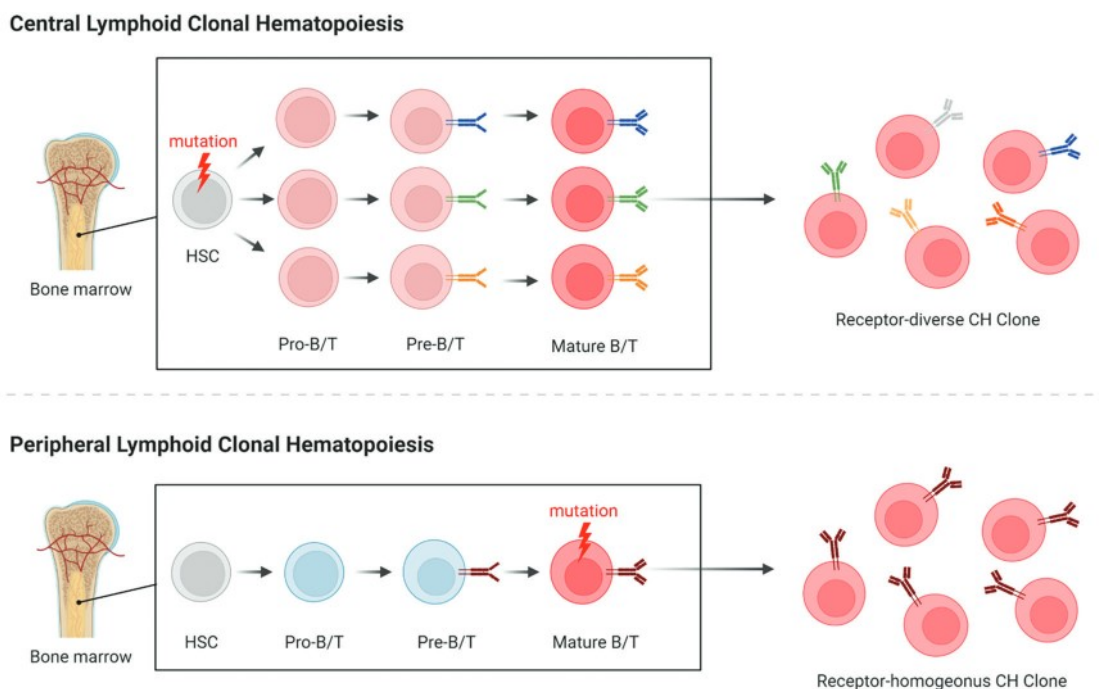 Central Lymphoid Clonal Hematopoiesis
mutation
HSC
Bone marrow
Pro-B/T
Pre-B/T
Mature B/T
Receptor-diverse CH Clone
Peripheral Lymphoid Clonal Hematopoiesis
mutation
HSC
Pro-B/T
Pre-B/T
Mature B/T
Bone marrow
Receptor-homogeonus CH Clone